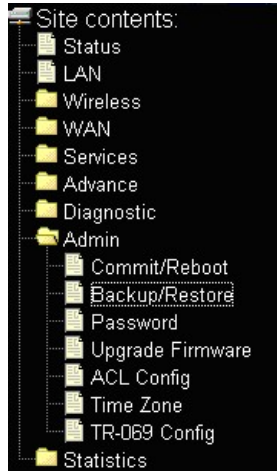 Site contents:
Status
LAN
Wireless
WAN
Services
Advance
Diagnostic
Admin
Commit/Reboot
Backup/Restore
Password
Upgrade Firmware
ACL Config
Time Zone
TR-069 Config
Statistics